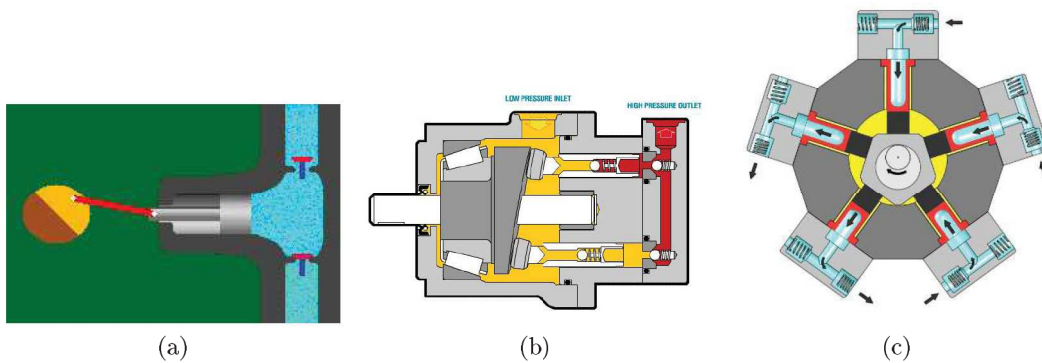 LOW PRESSURE INLET
HIGH PRESSURE OUTLET
(a)
(b)
(c)